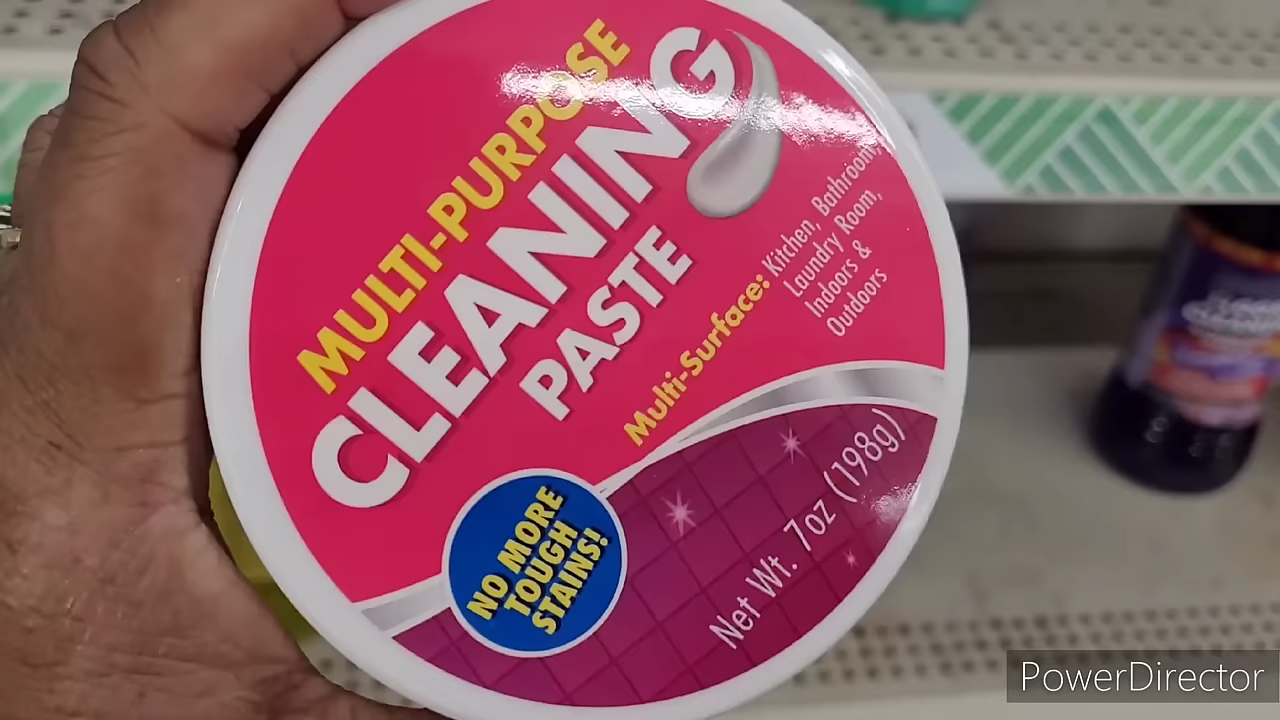 MULTI-PURPOSE
CLEANING
PASTE
Multi-Surface: Kitchen, Bathroom,
Laundry Room,
Indoors &
Outdoors
NO MORE
TOUGH
STAINS!
Net Wt. 7oz (198g)
PowerDirector